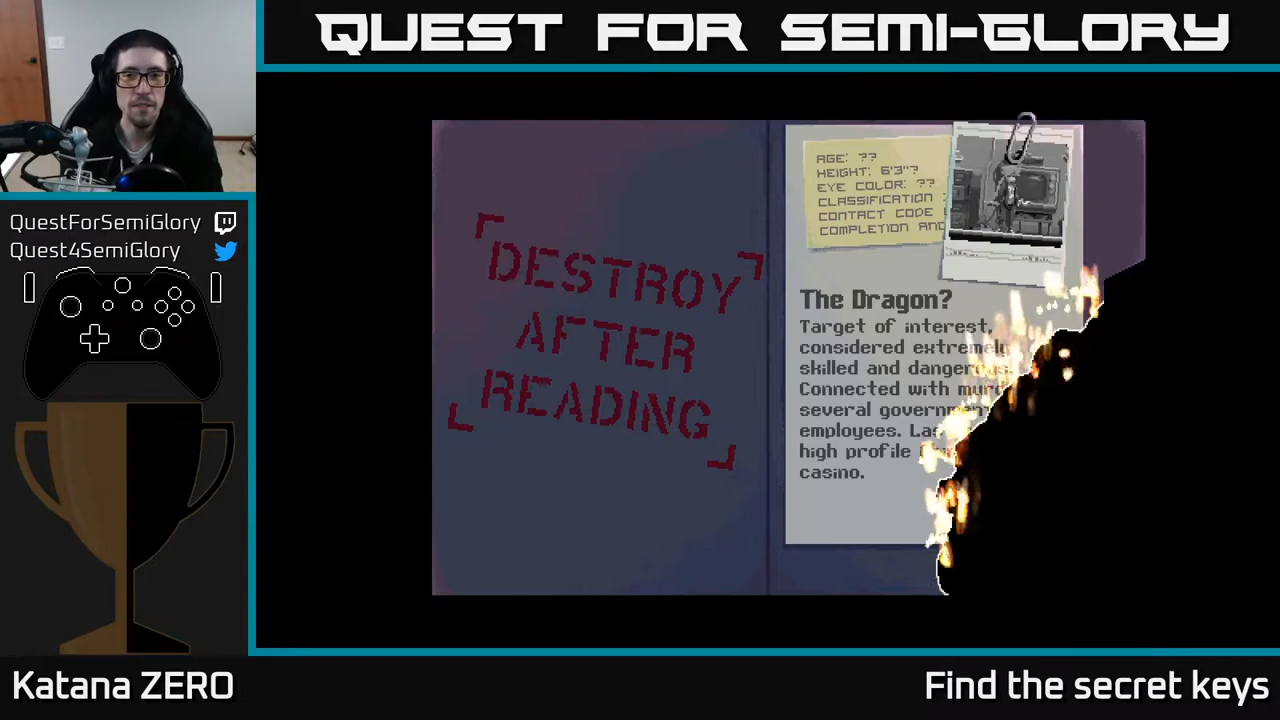 QUEST FOR SEMI-GLORY
QuestForSemiGlory
Quest4SemiGlory
DESTROY
AFTER
READING
AGE: ??
HEIGHT: 6'3"?
EYE COLOR: ??
CLASSIFICATION
CONTACT CODE
COMPLETION AND
The Dragon?
Target of interest,
considered extremely
skilled and dangerous.
Connected with
several government
employees.
high profile
casino.
Katana ZERO
Find the secret keys